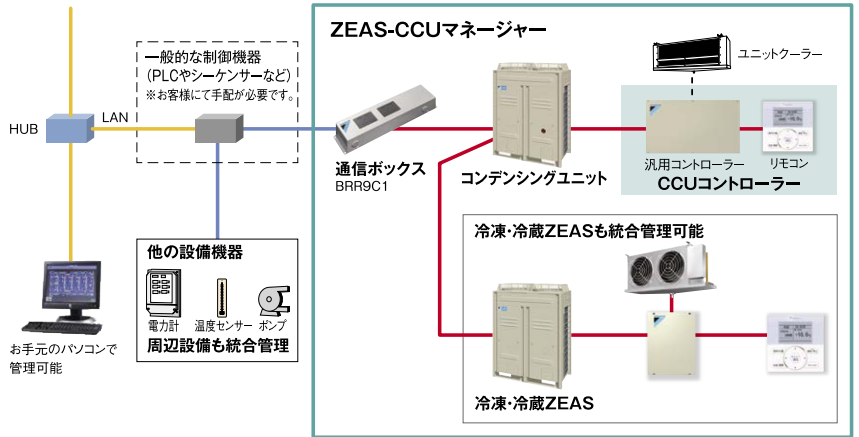 ZEAS-CCUマネージャー
一般的な制御機器
(PLCやシーケンサーなど)
※お客様にて手配が必要です。
HUB
LAN
ユニットクーラー
通信ボックス
BRR9C1
コンデンシングユニット
汎用コントローラー
リモコン
CCUコントローラー
他の設備機器
電力計
温度センサー
ポンプ
周辺設備も統合管理
お手元のパソコンで
管理可能
冷凍・冷蔵ZEASも統合管理可能
冷凍・冷蔵ZEAS